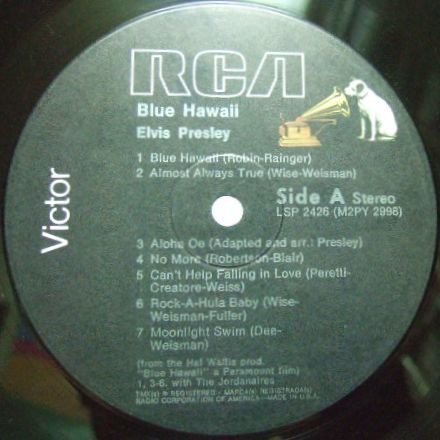 RCA
Blue Hawaii
Elvis Presley
Victor
1 Blue Hawaii (Robin-Rainger)
2 Almost Always True (Wise-Weisman)
Side A Stereo
LSP 2426 (M2PY 2998)
3 Aloha Oe (Adapted and arr.: Presley)
4 No More (Robertson-Blair)
5 Can't Help Falling in Love (Peretti-
Creatore-Weiss)
6 Rock-A-Hula Baby (Wise-
Weisman-Fuller)
7 Moonlight Swim (Dee-
Weisman)
(from the Hal Wallis prod.
"Blue Hawaii" a Paramount film)
1, 3-6, with The Jordanaires
TMK(s) ® REGISTERED - MARCA(s) REGISTRADA(s)
RADIO CORPORATION OF AMERICA-MADE IN U.S.A.